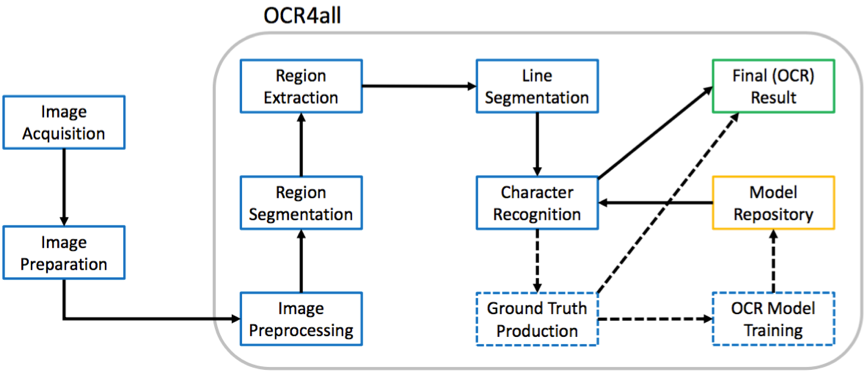 OCR4all
Image
Acquisition
Image
Preparation
Image
Preprocessing
Region
Segmentation
Region
Extraction
Line
Segmentation
Character
Recognition
Ground Truth
Production
Final (OCR)
Result
Model
Repository
OCR Model
Training